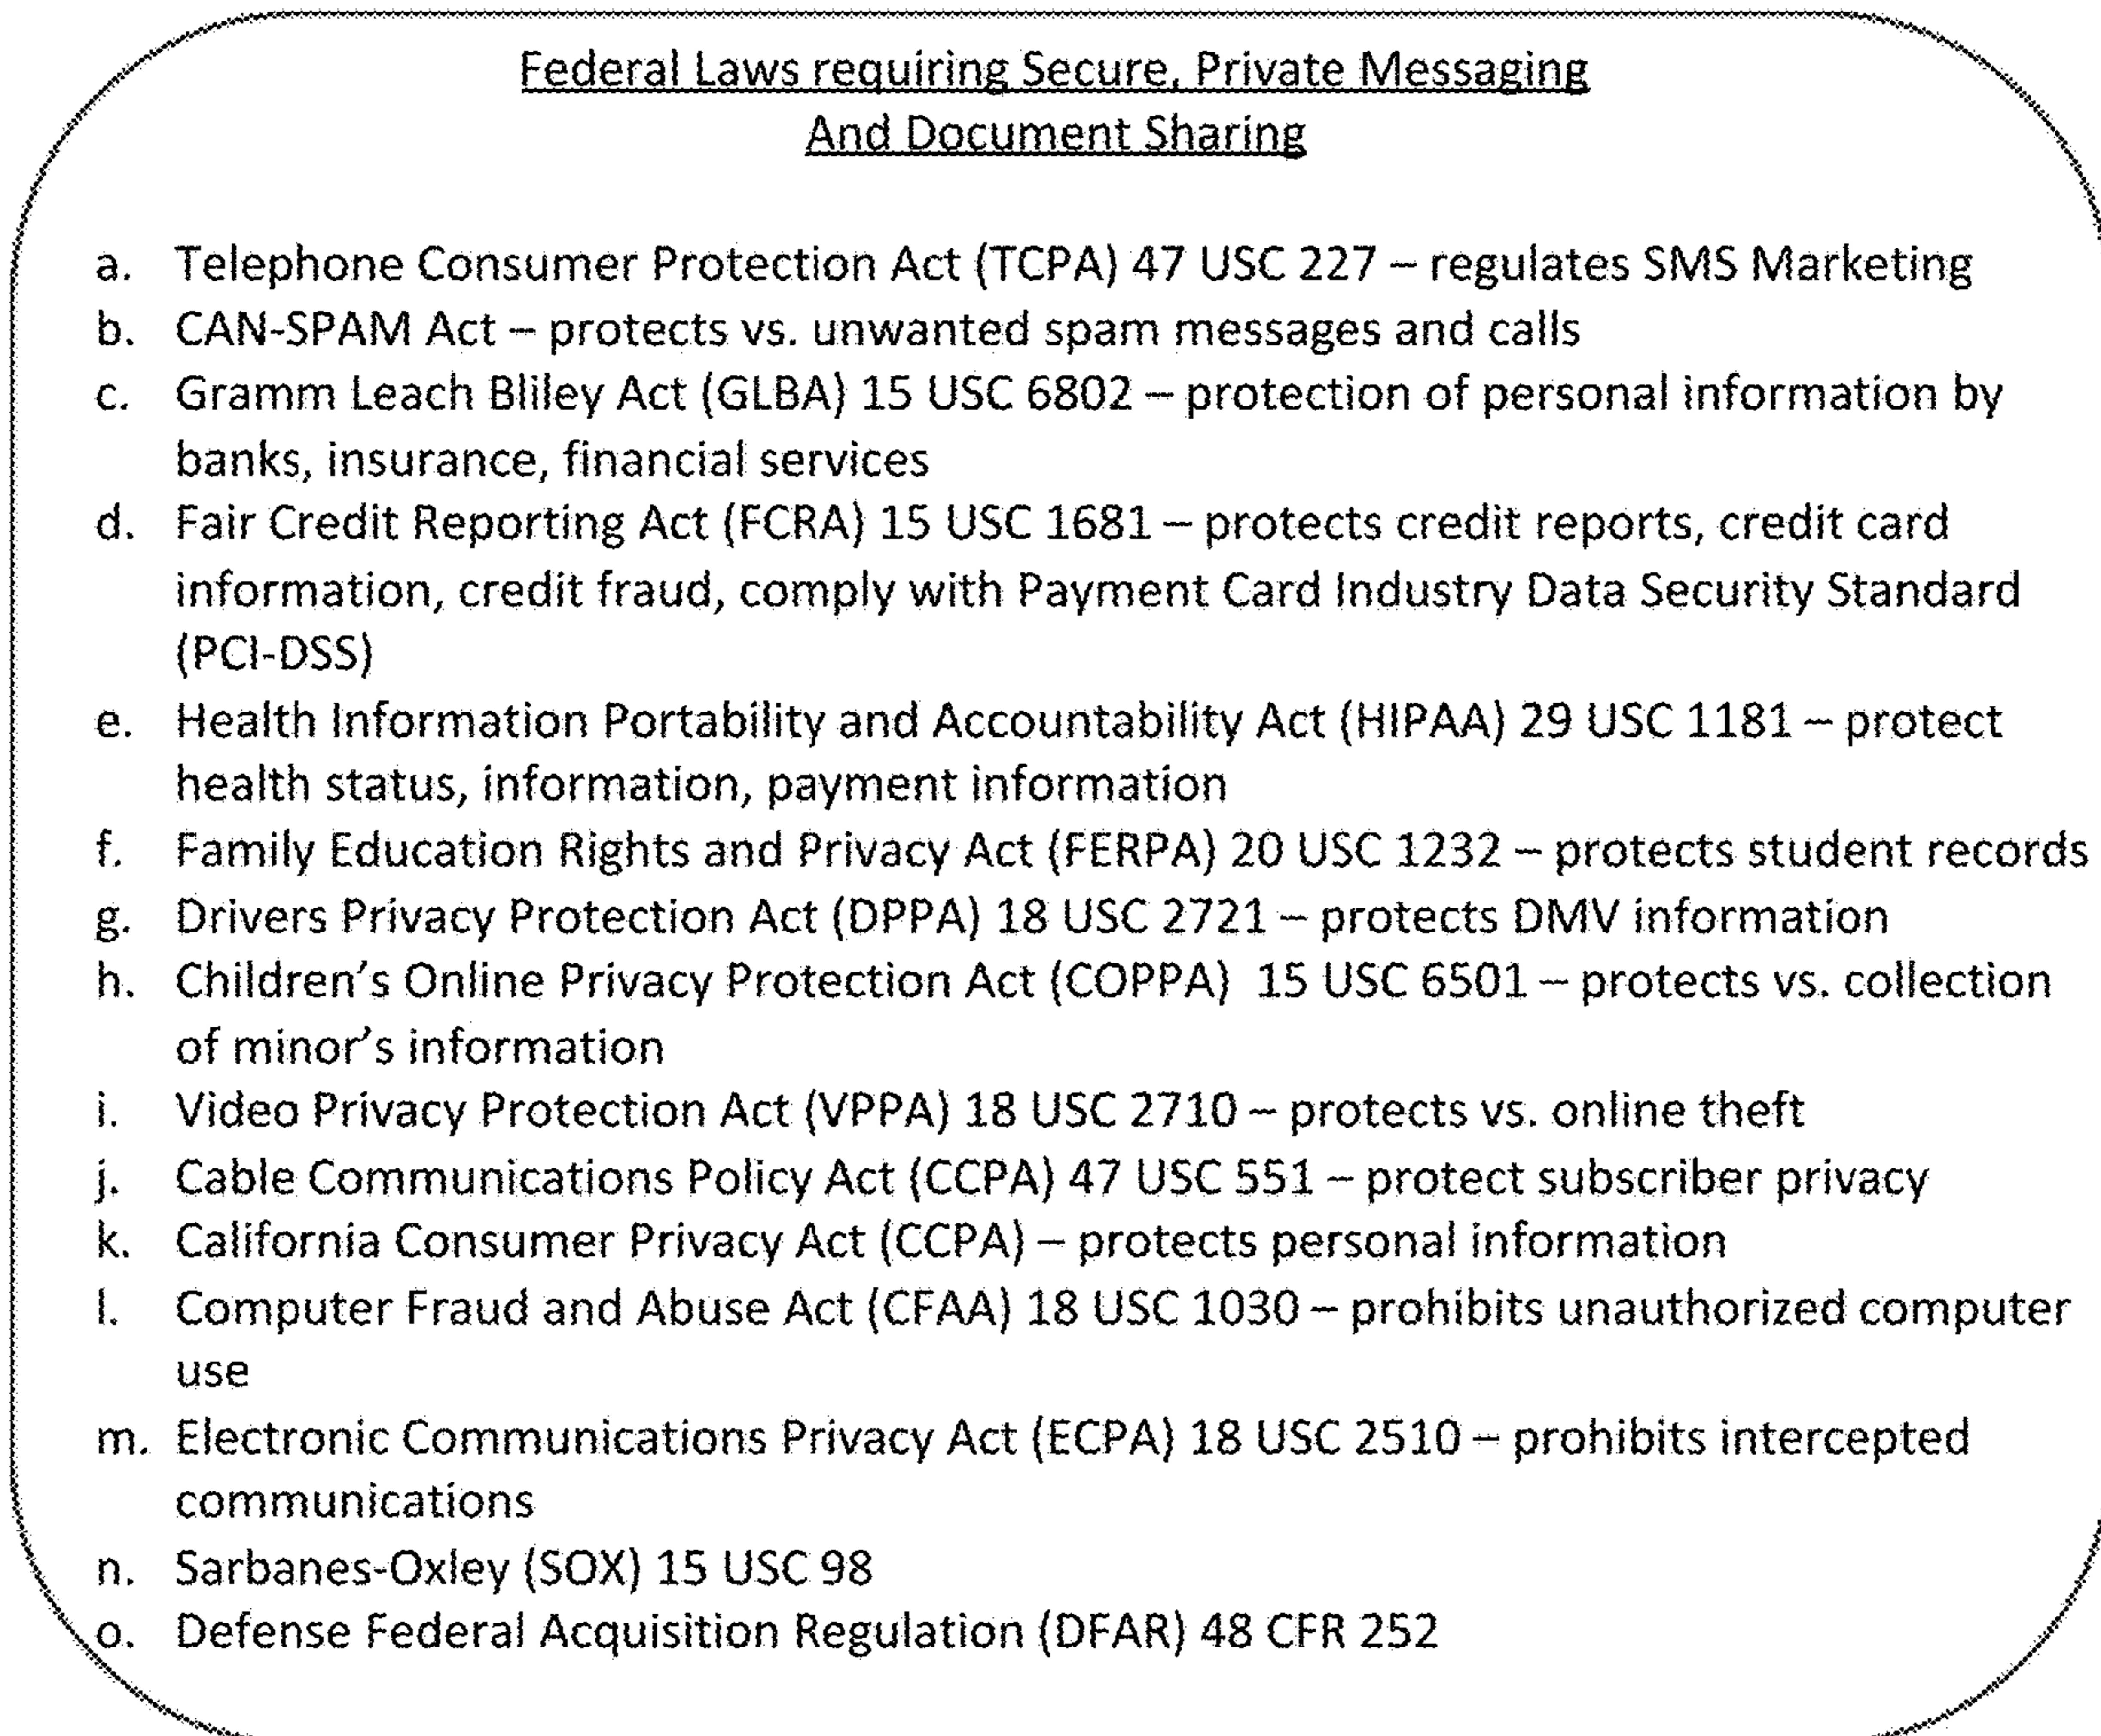 Federal Laws requiring Secure, Private Messaging
And Document Sharing
a. Telephone Consumer Protection Act (TCPA) 47 USC 227 – regulates SMS Marketing
b. CAN-SPAM Act – protects vs. unwanted spam messages and calls
c. Gramm Leach Bliley Act (GLBA) 15 USC 6802 – protection of personal information by
banks, insurance, financial services
d. Fair Credit Reporting Act (FCRA) 15 USC 1681 – protects credit reports, credit card
information, credit fraud, comply with Payment Card Industry Data Security Standard
(PCI-DSS)
e. Health Information Portability and Accountability Act (HIPAA) 29 USC 1181 – protect
health status, information, payment information
f. Family Education Rights and Privacy Act (FERPA) 20 USC 1232 – protects student records
g. Drivers Privacy Protection Act (DPPA) 18 USC 2721 – protects DMV information
h. Children's Online Privacy Protection Act (COPPA) 15 USC 6501 – protects vs. collection
of minor's information
i. Video Privacy Protection Act (VPPA) 18 USC 2710 – protects vs. online theft
j. Cable Communications Policy Act (CCPA) 47 USC 551 – protect subscriber privacy
k. California Consumer Privacy Act (CCPA) – protects personal information
l. Computer Fraud and Abuse Act (CFAA) 18 USC 1030 – prohibits unauthorized computer
use
m. Electronic Communications Privacy Act (ECPA) 18 USC 2510 – prohibits intercepted
communications
n. Sarbanes-Oxley (SOX) 15 USC 98
o. Defense Federal Acquisition Regulation (DFAR) 48 CFR 252